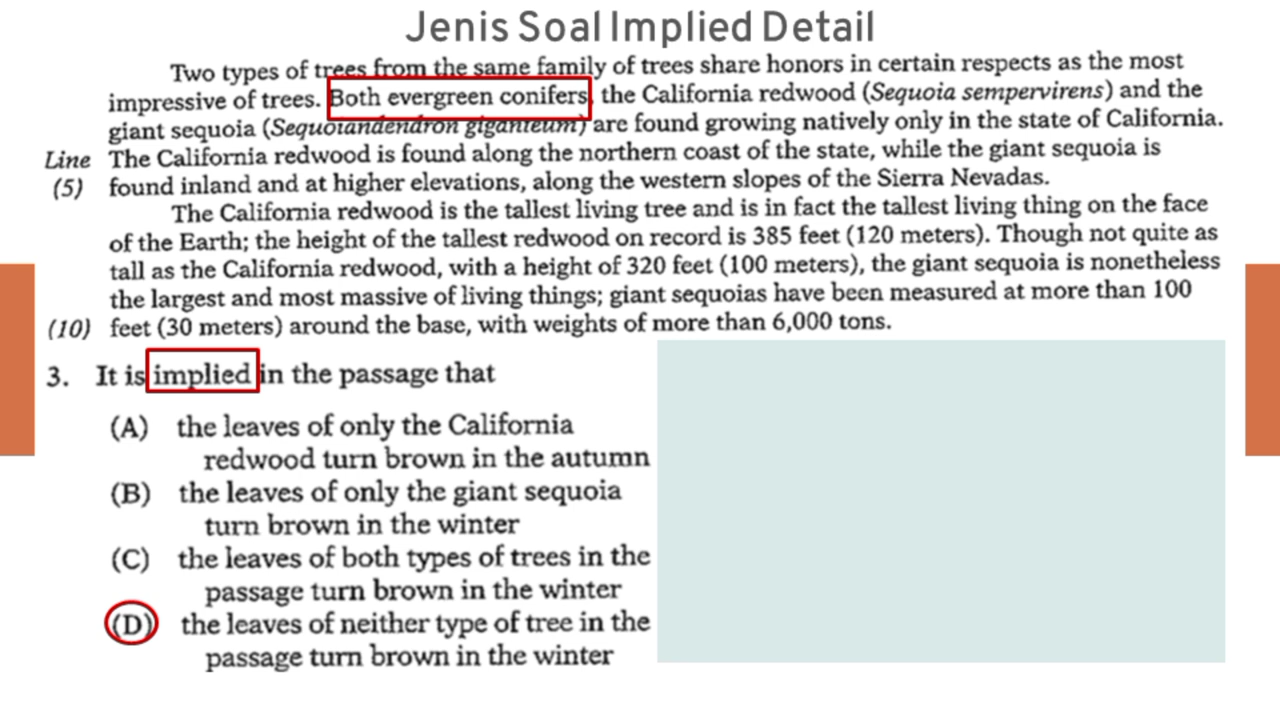 Jenis Soal Implied Detail
Two types of trees from the same family of trees share honors in certain respects as the most
impressive of trees. Both evergreen conifers, the California redwood (Sequoia sempervirens) and the
giant sequoia (Sequoiandendron giganteum) are found growing natively only in the state of California.
Line The California redwood is found along the northern coast of the state, while the giant sequoia is
(5) found inland and at higher elevations, along the western slopes of the Sierra Nevadas.
The California redwood is the tallest living tree and is in fact the tallest living thing on the face
of the Earth; the height of the tallest redwood on record is 385 feet (120 meters). Though not quite as
tall as the California redwood, with a height of 320 feet (100 meters), the giant sequoia is nonetheless
the largest and most massive of living things; giant sequoias have been measured at more than 100
(10) feet (30 meters) around the base, with weights of more than 6,000 tons.
3. It is implied in the passage that
(A) the leaves of only the California
redwood turn brown in the autumn
(B) the leaves of only the giant sequoia
turn brown in the winter
(C) the leaves of both types of trees in the
passage turn brown in the winter
(D) the leaves of neither type of tree in the
passage turn brown in the winter